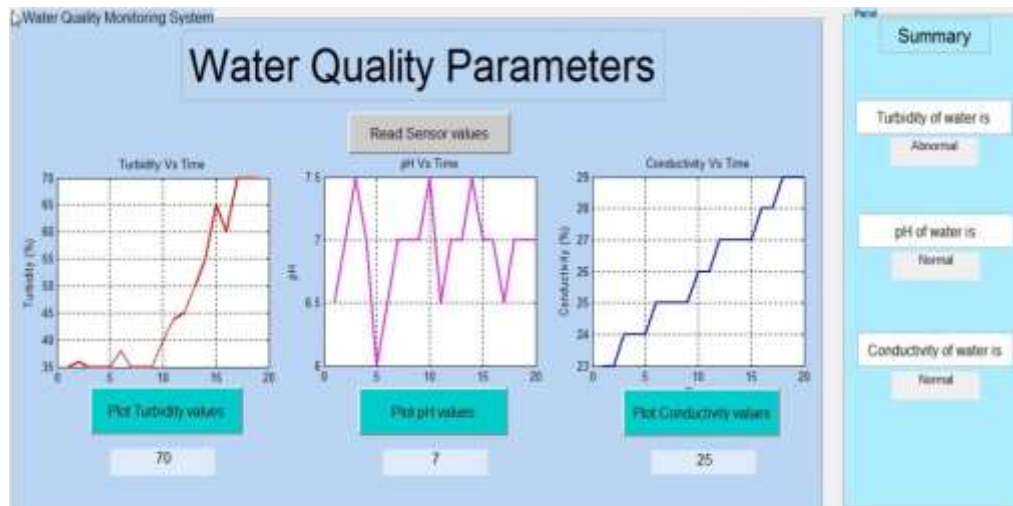 Water Quality Monitoring System
Water Quality Parameters
Read Sensor values
Turbidity Vs Time
70
65
60
55
50
45
40
35
0
5
10
15
20
Turbidity (%)
Plot Turbidity values
70
pH Vs Time
7.5
7
6.5
6
0
5
10
15
20
pH
Plot pH values
7
Conductivity Vs Time
29
28
27
26
25
24
23
0
5
10
15
20
Conductivity (%)
Plot Conductivity values
25
Panel
Summary
Turbidity of water is
Abnormal
pH of water is
Normal
Conductivity of water is
Normal